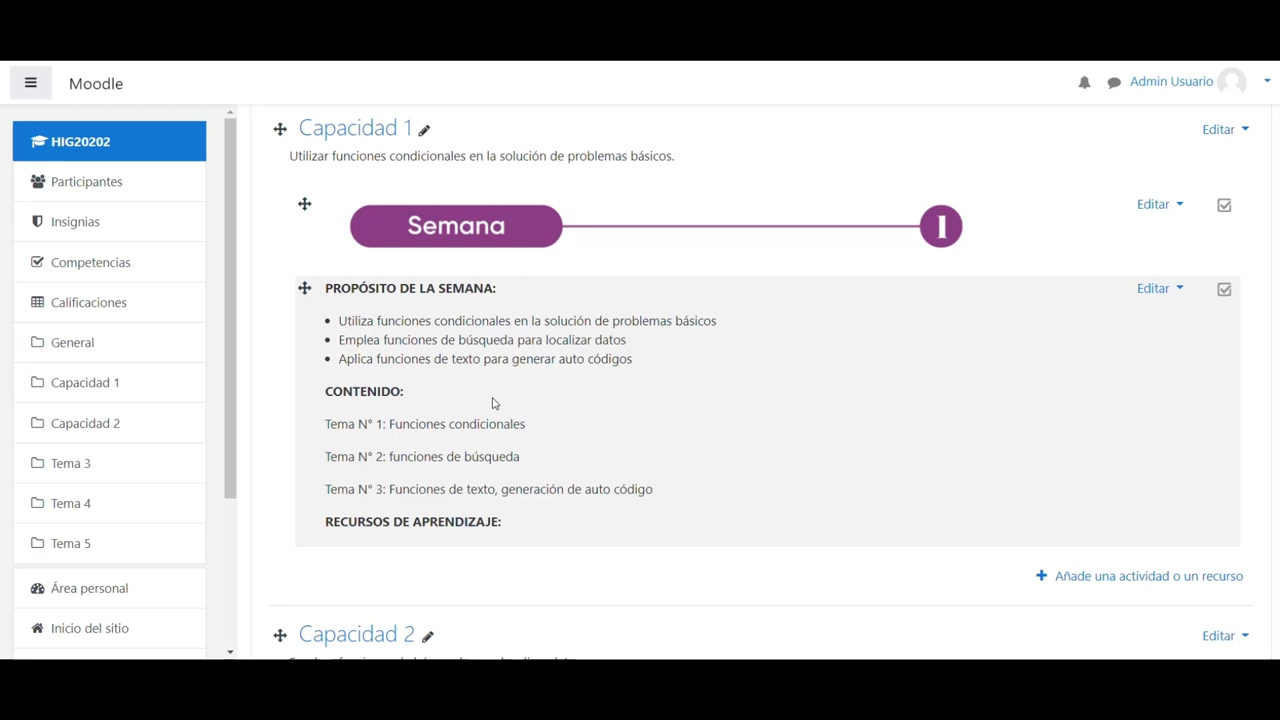 Moodle
Admin Usuario
HIG20202
Participantes
Insignias
Competencias
Calificaciones
General
Capacidad 1
Capacidad 2
Tema 3
Tema 4
Tema 5
Área personal
Inicio del sitio
Capacidad 1
Editar
Utilizar funciones condicionales en la solución de problemas básicos.
Semana 1
Editar
PROPÓSITO DE LA SEMANA:
Editar
• Utiliza funciones condicionales en la solución de problemas básicos
• Emplea funciones de búsqueda para localizar datos
• Aplica funciones de texto para generar auto códigos
CONTENIDO:
Tema N° 1: Funciones condicionales
Tema N° 2: funciones de búsqueda
Tema N° 3: Funciones de texto, generación de auto código
RECURSOS DE APRENDIZAJE:
Añade una actividad o un recurso
Capacidad 2
Editar